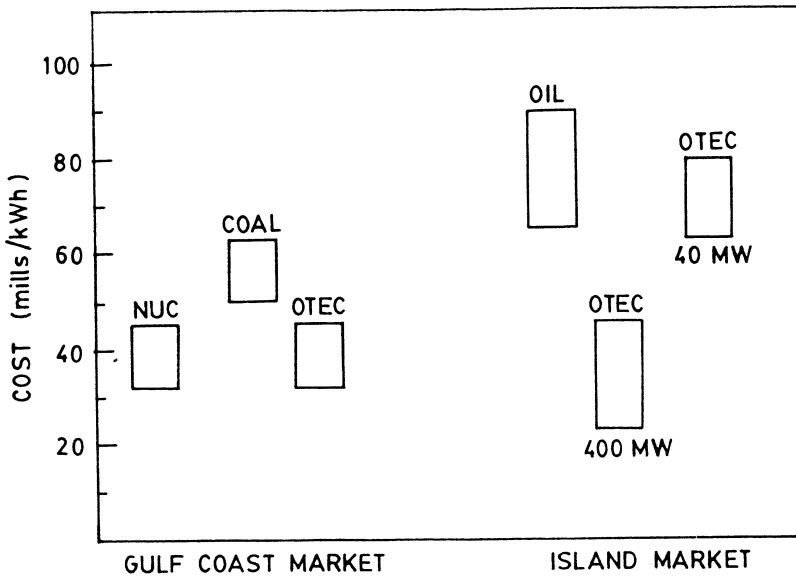 COST (mills/kWh)
100
80
60
40
20
NUC
COAL
OTEC
OIL
OTEC
400 MW
OTEC
40 MW
GULF COAST MARKET
ISLAND MARKET